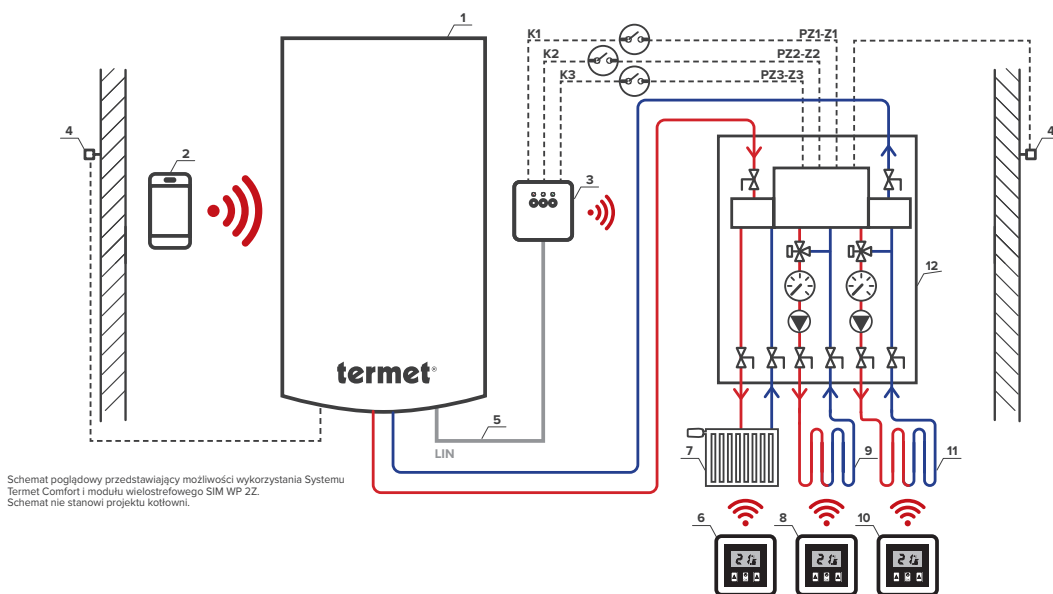 1
K1
PZ1-Z1
K2
PZ2-Z2
K3
PZ3-Z3
4
4
2
3
12
termet®
5
LIN
7
9
11
Schemat poglądowy przedstawiający możliwości wykorzystania Systemu
Termet Comfort i modułu wielostrefowego SIM WP 2Z.
Schemat nie stanowi projektu kotłowni.
6
8
10